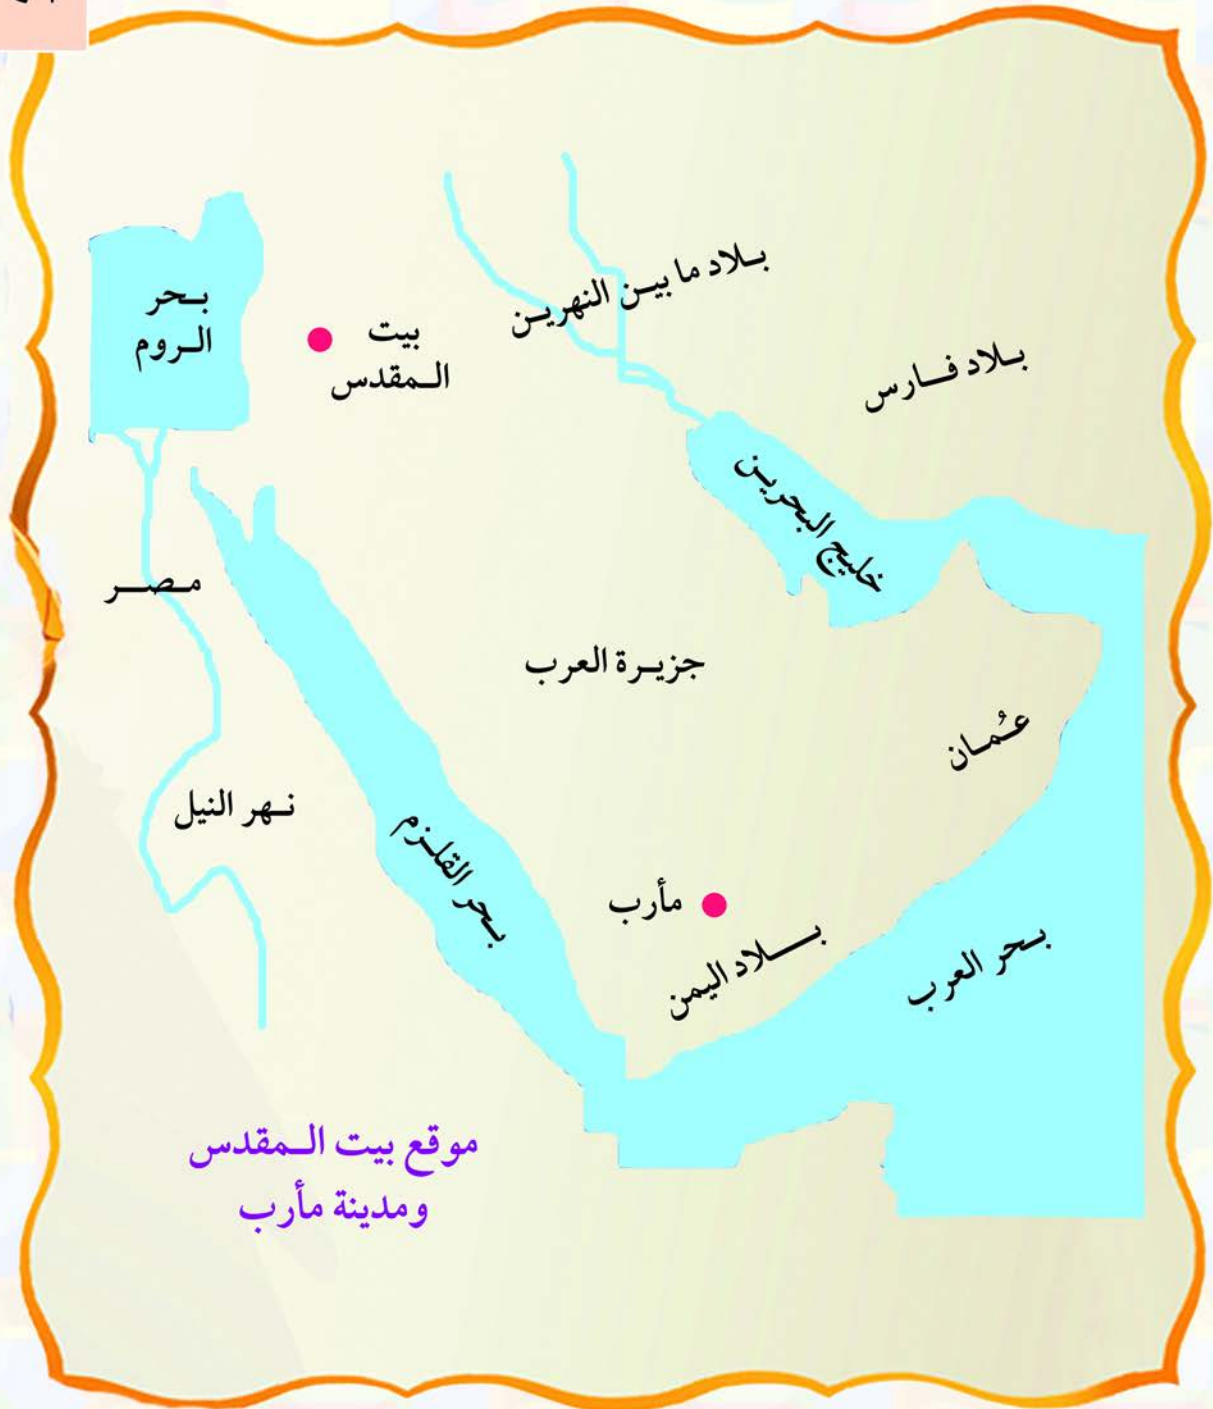 بلاد ما بين النهرين
بحر
الروم
بيت
المقدس
بلاد فارس
خليج البحرين
مصر
جزيرة العرب
عُمان
نهر النيل
بحر القلزم
مأرب
بلاد اليمن
بحر العرب
موقع بيت المقدس
ومدينة مأرب